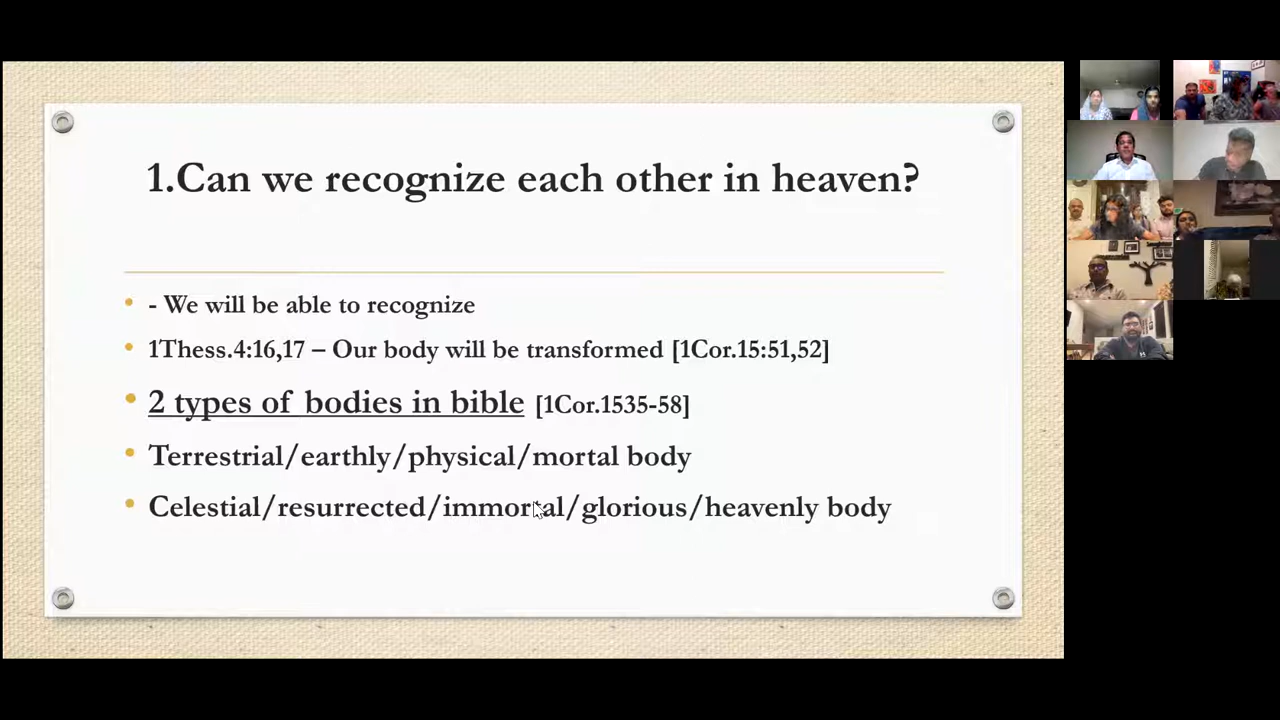 1.Can we recognize each other in heaven?
- We will be able to recognize
1Thess.4:16,17 – Our body will be transformed [1Cor.15:51,52]
2 types of bodies in bible [1Cor.1535-58]
Terrestrial/earthly/physical/mortal body
Celestial/resurrected/immortal/glorious/heavenly body